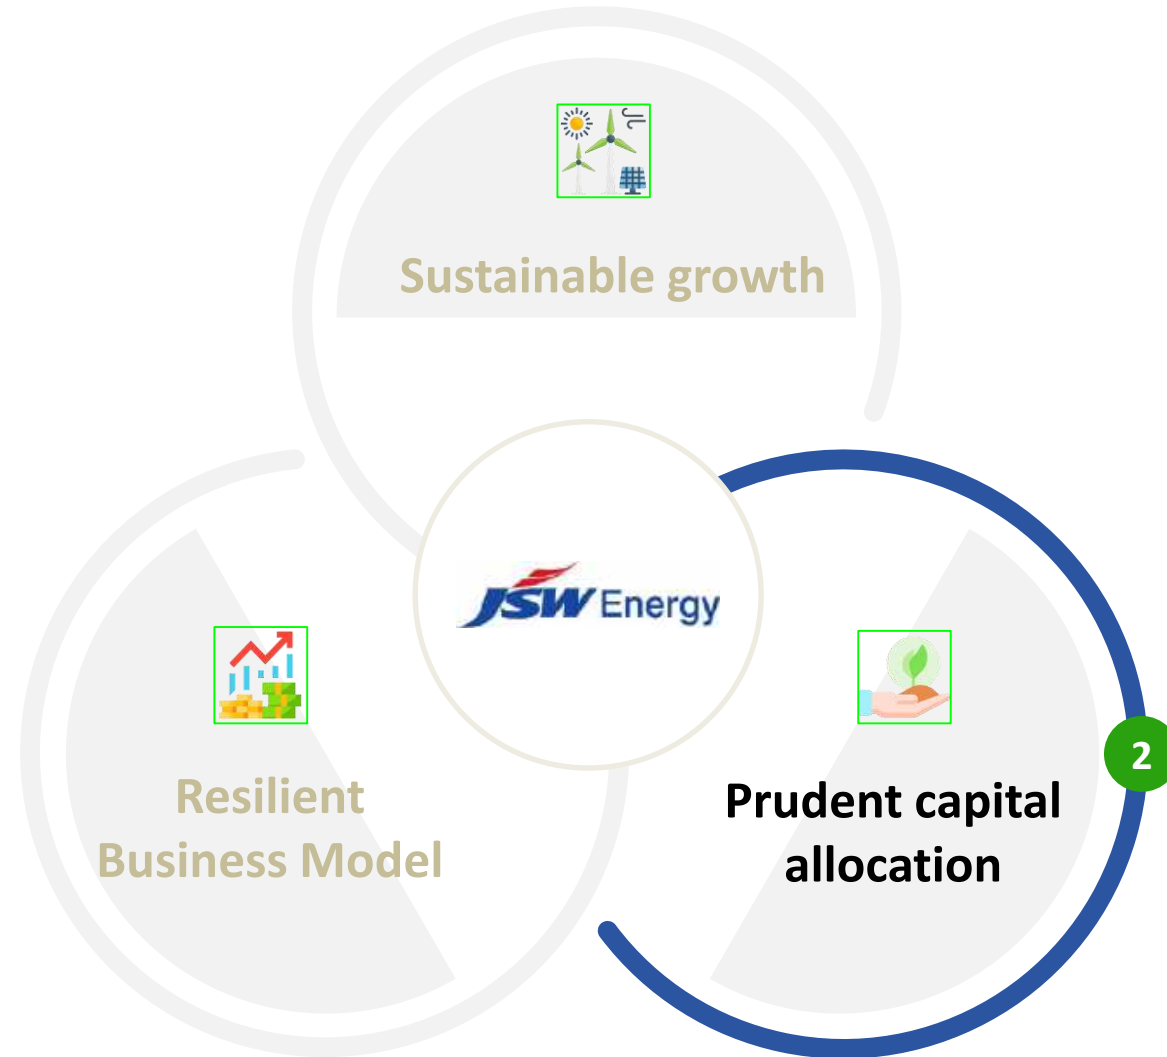 Sustainable growth
JSW Energy
Resilient
Business Model
Prudent capital
allocation
2